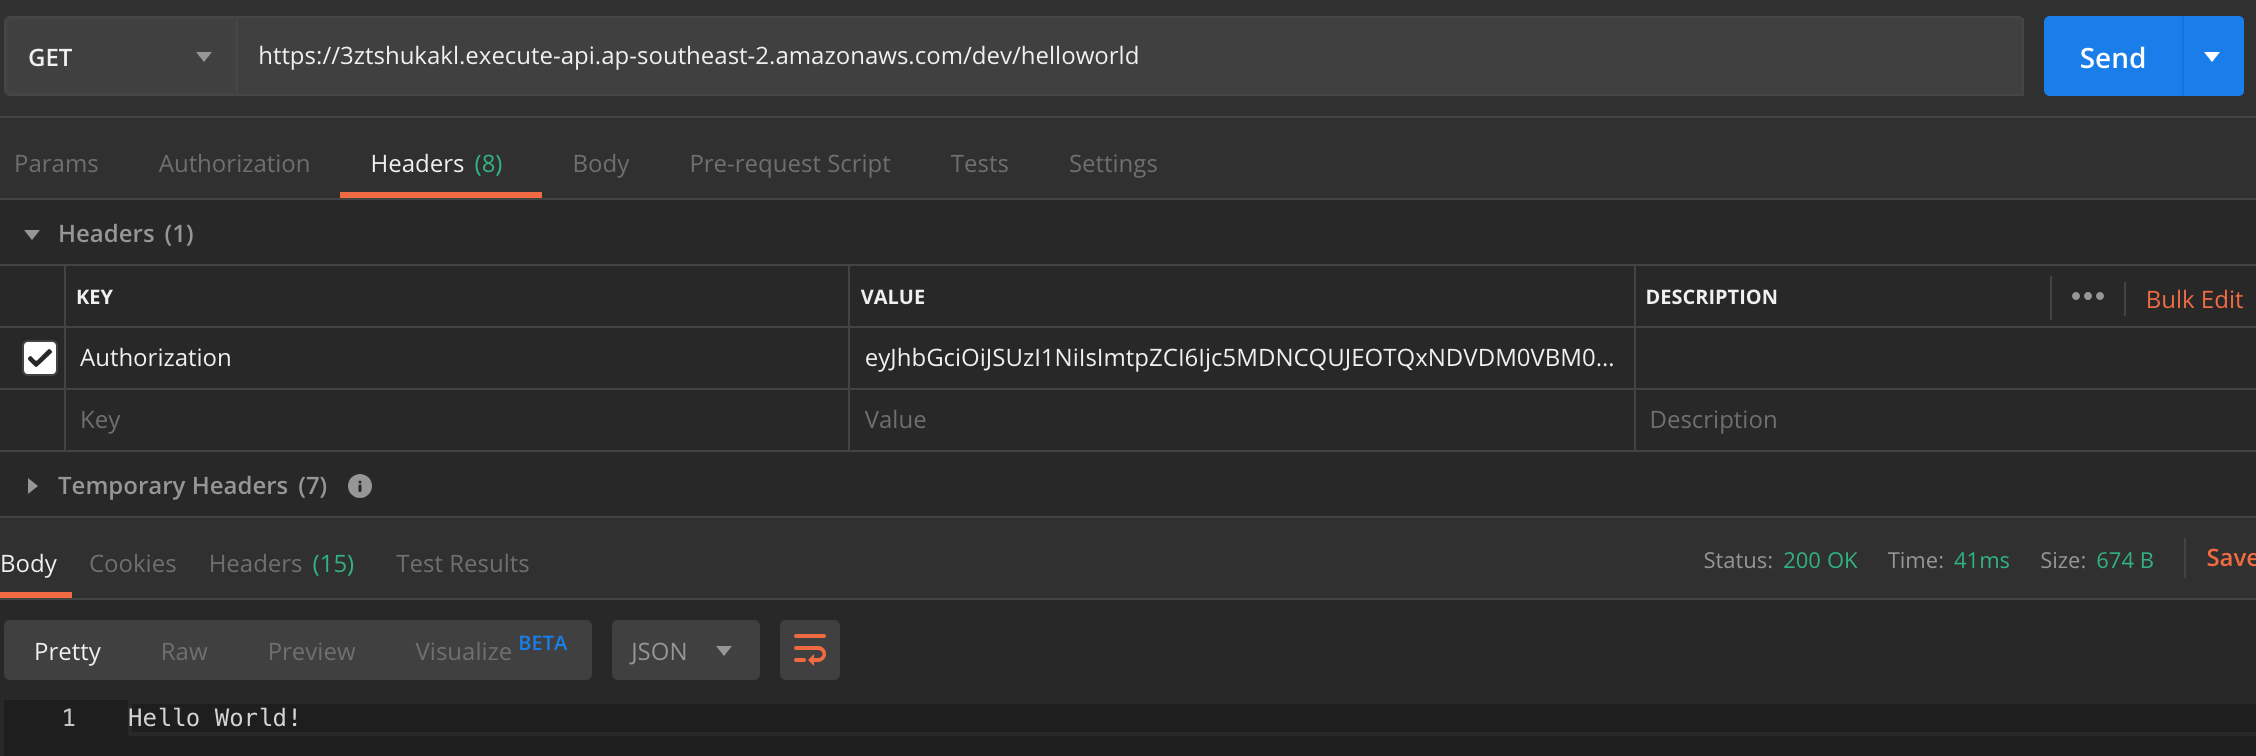 GET https://3ztshukakl.execute-api.ap-southeast-2.amazonaws.com/dev/helloworld Send
Params Authorization Headers (8) Body Pre-request Script Tests Settings
Headers (1)
KEY VALUE DESCRIPTION ••• Bulk Edit
Authorization eyJhbGciOiJSUzI1NiIsImtpZCI6Ijc5MDNCQUJEOTQxNDVDM0VBM0...
Key Value Description
Temporary Headers (7) i
Body Cookies Headers (15) Test Results Status: 200 OK Time: 41ms Size: 674 B Save
Pretty Raw Preview Visualize BETA JSON
1 Hello World!